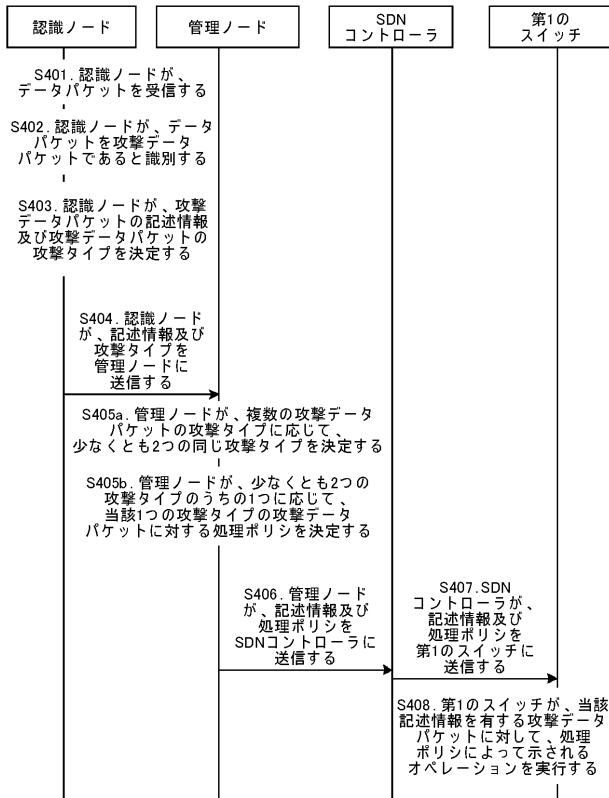 認識ノード
管理ノード
SDN
コントローラ
第1の
スイッチ
S401.認識ノードが、
データパケットを受信する
S402.認識ノードが、データ
パケットを攻撃データ
パケットであると識別する
S403.認識ノードが、攻撃
データパケットの記述情報
及び攻撃データパケットの
攻撃タイプを決定する
S404.認識ノード
が、記述情報及び
攻撃タイプを
管理ノードに
送信する
S405a.管理ノードが、複数の攻撃データ
パケットの攻撃タイプに応じて、
少なくとも2つの同じ攻撃タイプを決定する
S405b.管理ノードが、少なくとも2つの
攻撃タイプのうちの1つに応じて、
当該1つの攻撃タイプの攻撃データ
パケットに対する処理ポリシを決定する
S406.管理ノード
が、記述情報及び
処理ポリシを
SDNコントローラに
送信する
S407.SDN
コントローラが、
記述情報及び
処理ポリシを
第1のスイッチに
送信する
S408.第1のスイッチが、当該
記述情報を有する攻撃データ
パケットに対して、処理
ポリシによって示される
オペレーションを実行する